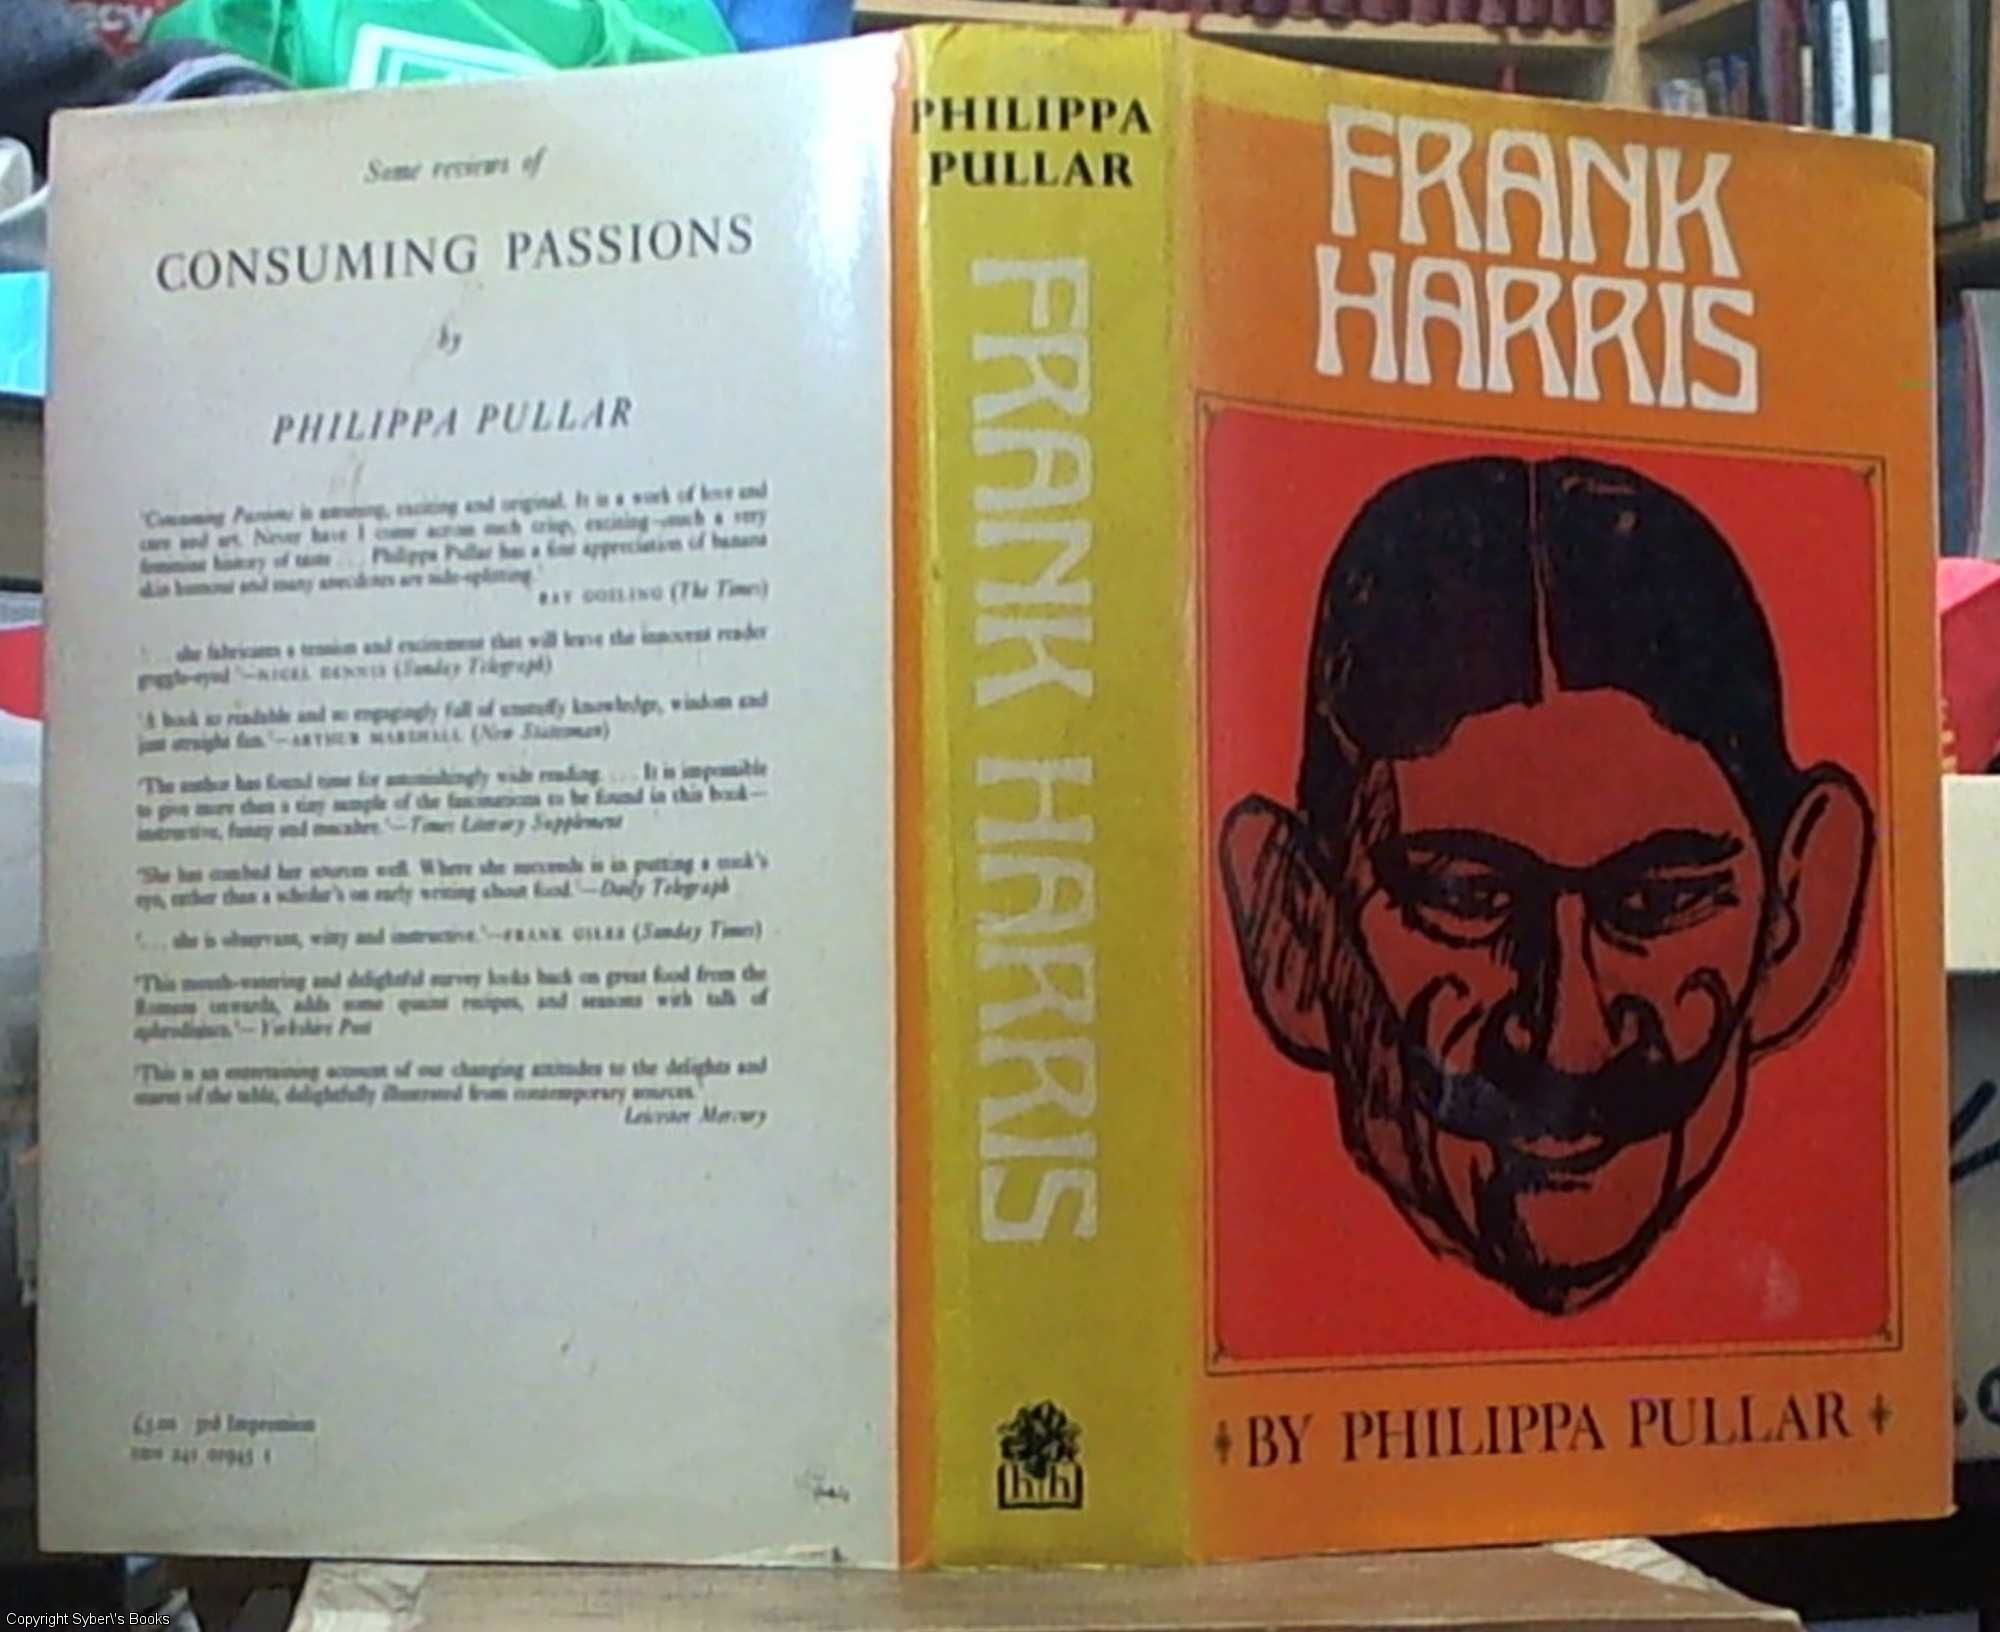 Some reviews of
CONSUMING PASSIONS
by
PHILIPPA PULLAR
'Consuming Passions is amusing, exciting and original. It is a work of love and
care and art. Never have I come across such crisp, exciting—such a very
feminine history of taste . . . Philippa Pullar has a fine appreciation of banana
skin humour and many anecdotes are side-splitting.'
RAY GOSLING (The Times)
'. . . she fabricates a tension and excitement that will leave the innocent reader
goggle-eyed.'—NIGEL DENNIS (Sunday Telegraph)
'A book so readable and so engagingly full of unstuffy knowledge, wisdom and
just straight fun.'—ARTHUR MARSHALL (New Statesman)
'The author has found time for astonishingly wide reading. . . . It is impossible
to give more than a tiny sample of the fascinations to be found in this book—
instructive, funny and macabre.'—Times Literary Supplement
'She has combed her sources well. Where she succeeds is in putting a cook's
eye, rather than a scholar's on early writing about food.'—Daily Telegraph
'. . . she is observant, witty and instructive.'—FRANK GILES (Sunday Times)
'This mouth-watering and delightful survey looks back on great food from the
Romans onwards, adds some quaint recipes, and seasons with talk of
aphrodisiacs.'—Yorkshire Post
'This is an entertaining account of our changing attitudes to the delights and
of the table, delightfully illustrated from contemporary sources.'
Leicester Mercury
3rd Impression
241 01945 1
PHILIPPA
PULLAR
FRANK HARRIS
h h
FRANK
HARRIS
BY PHILIPPA PULLAR
Copyright Syber\'s Books